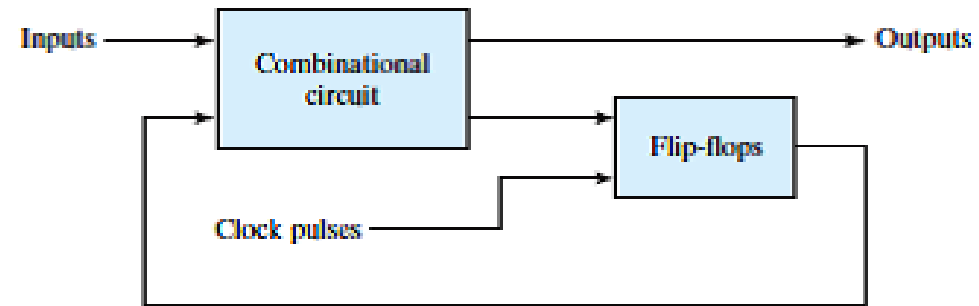 Inputs
Combinational
circuit
Outputs
Flip-flops
Clock pulses